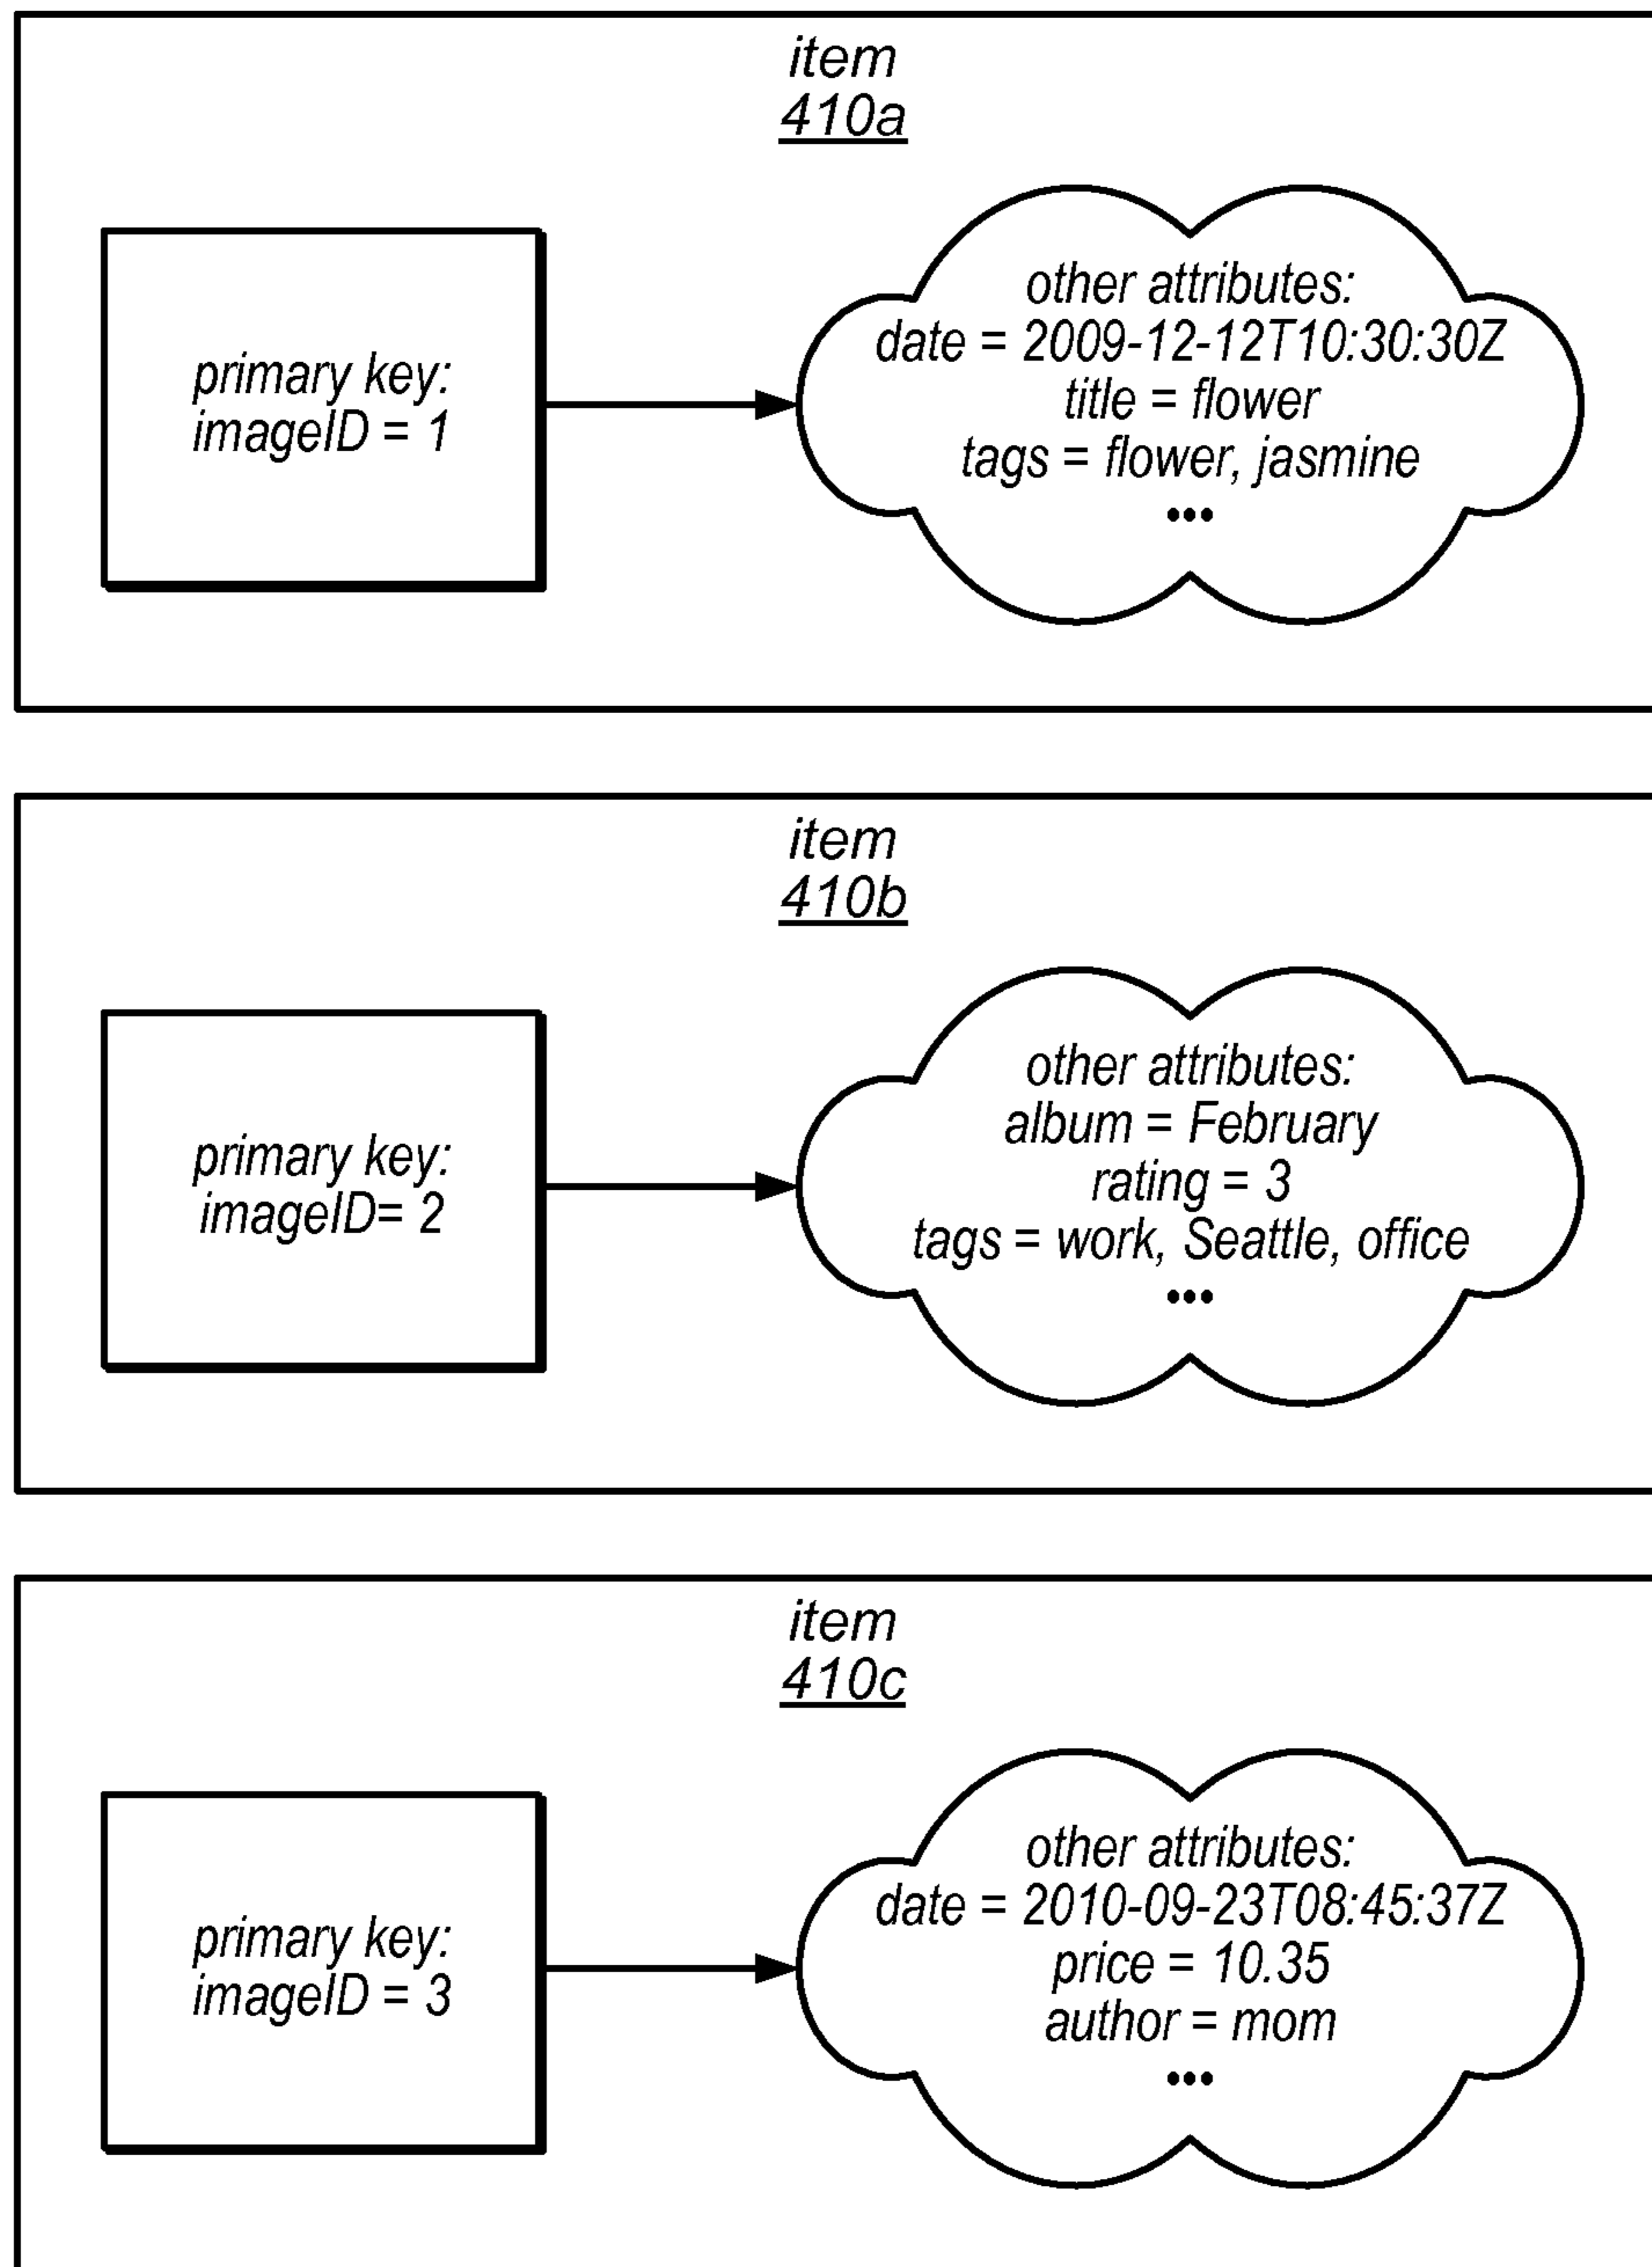 item
410a
primary key:
imageID = 1
other attributes:
date = 2009-12-12T10:30:30Z
title = flower
tags = flower, jasmine
•••
item
410b
primary key:
imageID= 2
other attributes:
album = February
rating = 3
tags = work, Seattle, office
•••
item
410c
primary key:
imageID = 3
other attributes:
date = 2010-09-23T08:45:37Z
price = 10.35
author = mom
•••